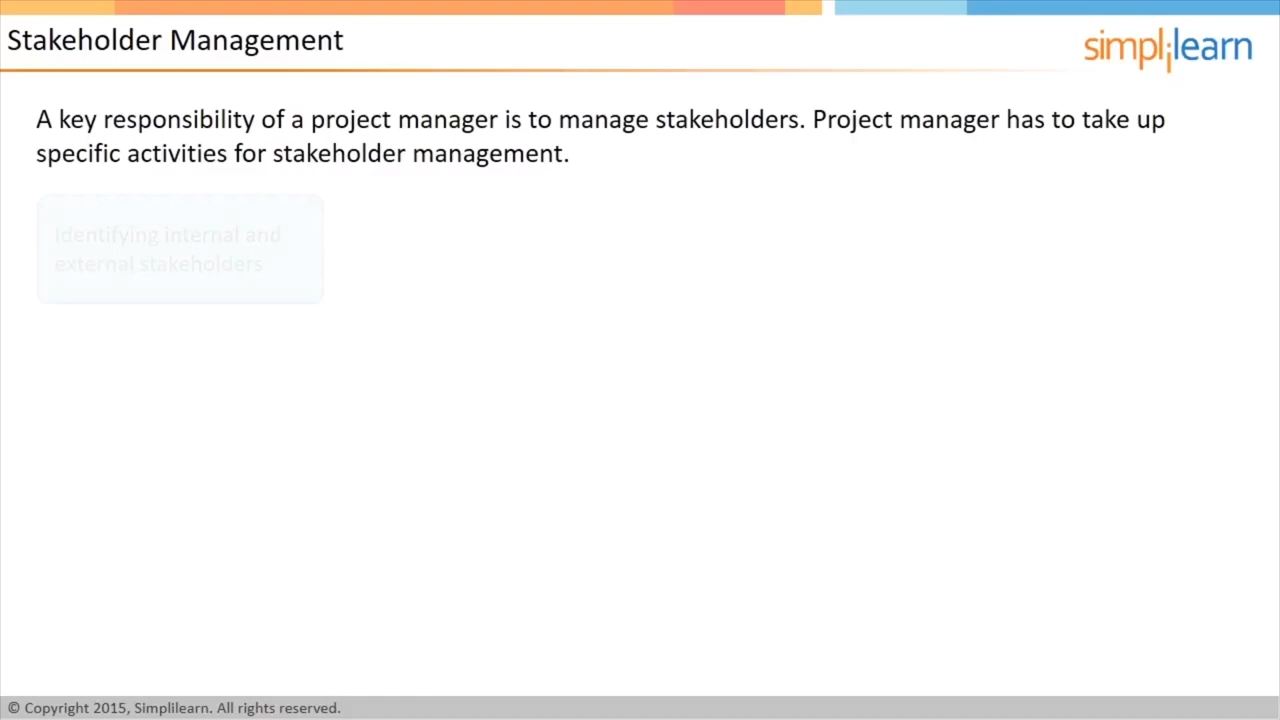 Stakeholder Management
simplilearn
A key responsibility of a project manager is to manage stakeholders. Project manager has to take up
specific activities for stakeholder management.
Identifying internal and
external stakeholders
© Copyright 2015, Simplilearn. All rights reserved.